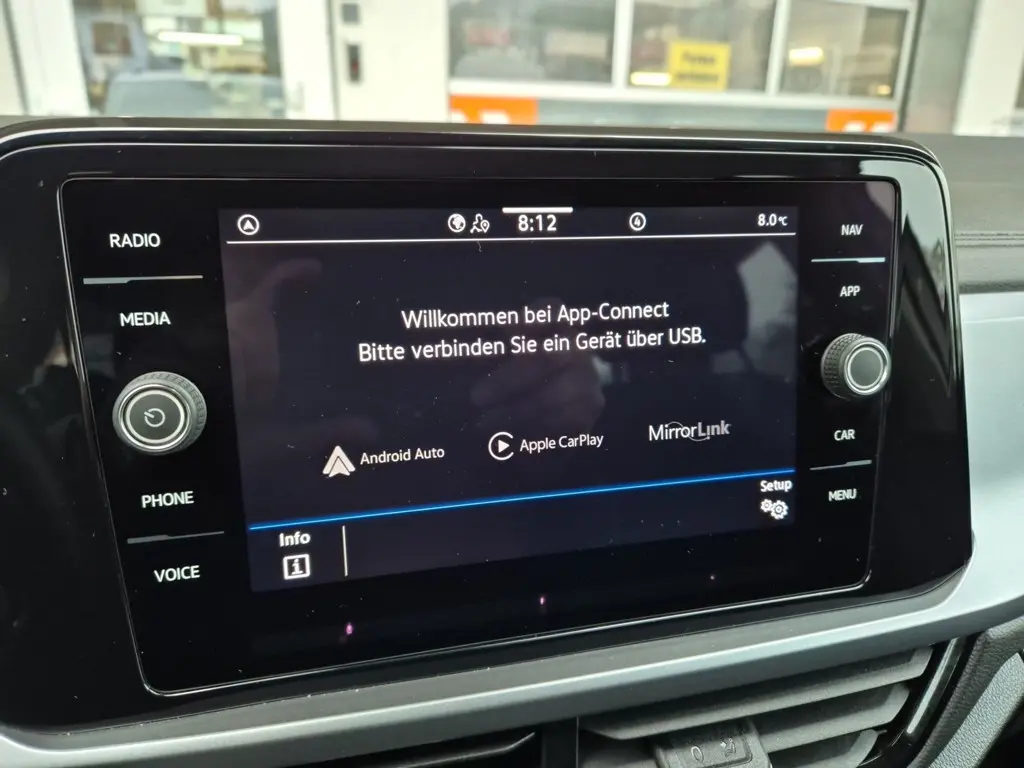 RADIO
MEDIA
PHONE
VOICE
8:12
4
8.0°C
Willkommen bei App-Connect
Bitte verbinden Sie ein Gerät über USB.
Android Auto
Apple CarPlay
MirrorLink
Setup
Info
i
NAV
APP
CAR
MENU